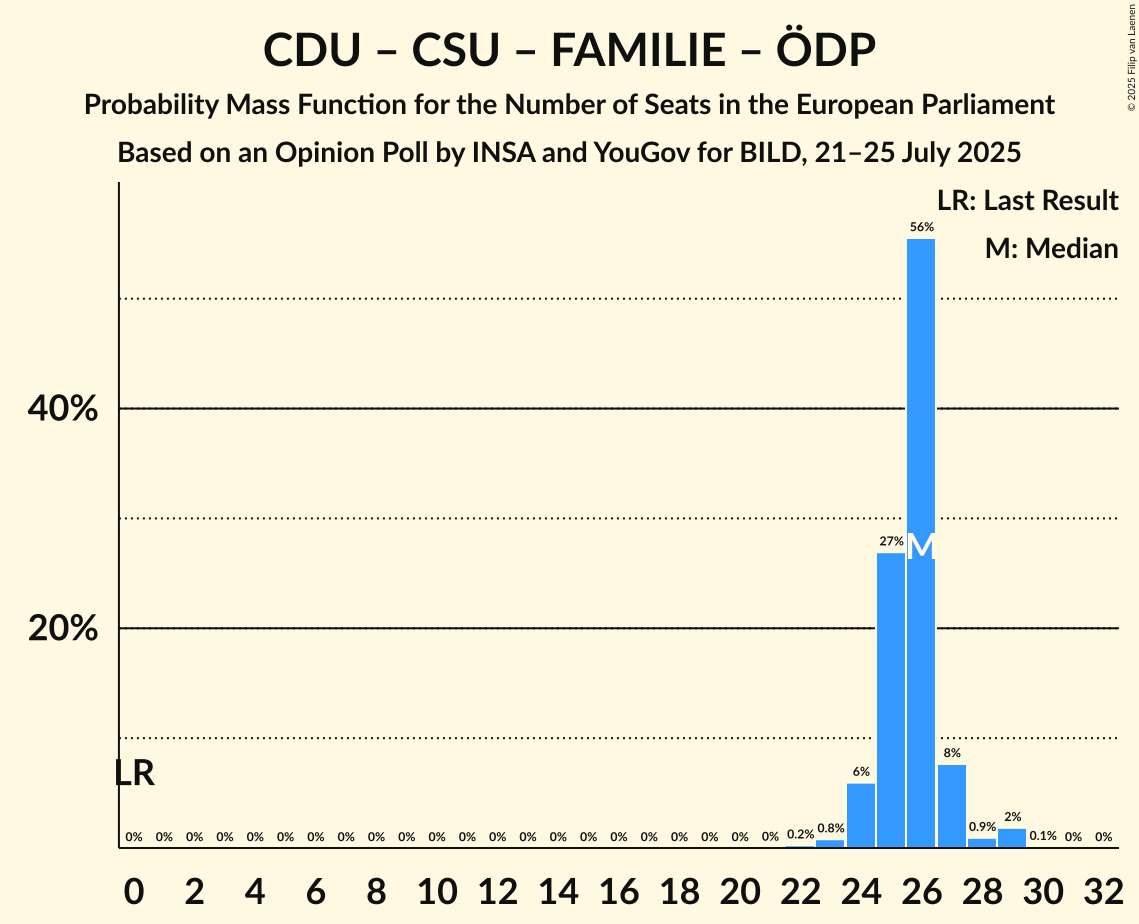 CDU – CSU – FAMILIE – ÖDP
Probability Mass Function for the Number of Seats in the European Parliament
Based on an Opinion Poll by INSA and YouGov for BILD, 21–25 July 2025
© 2025 Filip van Laenen
LR: Last Result
M: Median
56%
40%
27%
M
20%
LR
8%
6%
0% 0% 0% 0% 0% 0% 0% 0% 0% 0% 0% 0% 0% 0% 0% 0% 0% 0% 0% 0% 0% 0% 0.2% 0.8% 0.9% 2% 0.1% 0% 0%
0 2 4 6 8 10 12 14 16 18 20 22 24 26 28 30 32